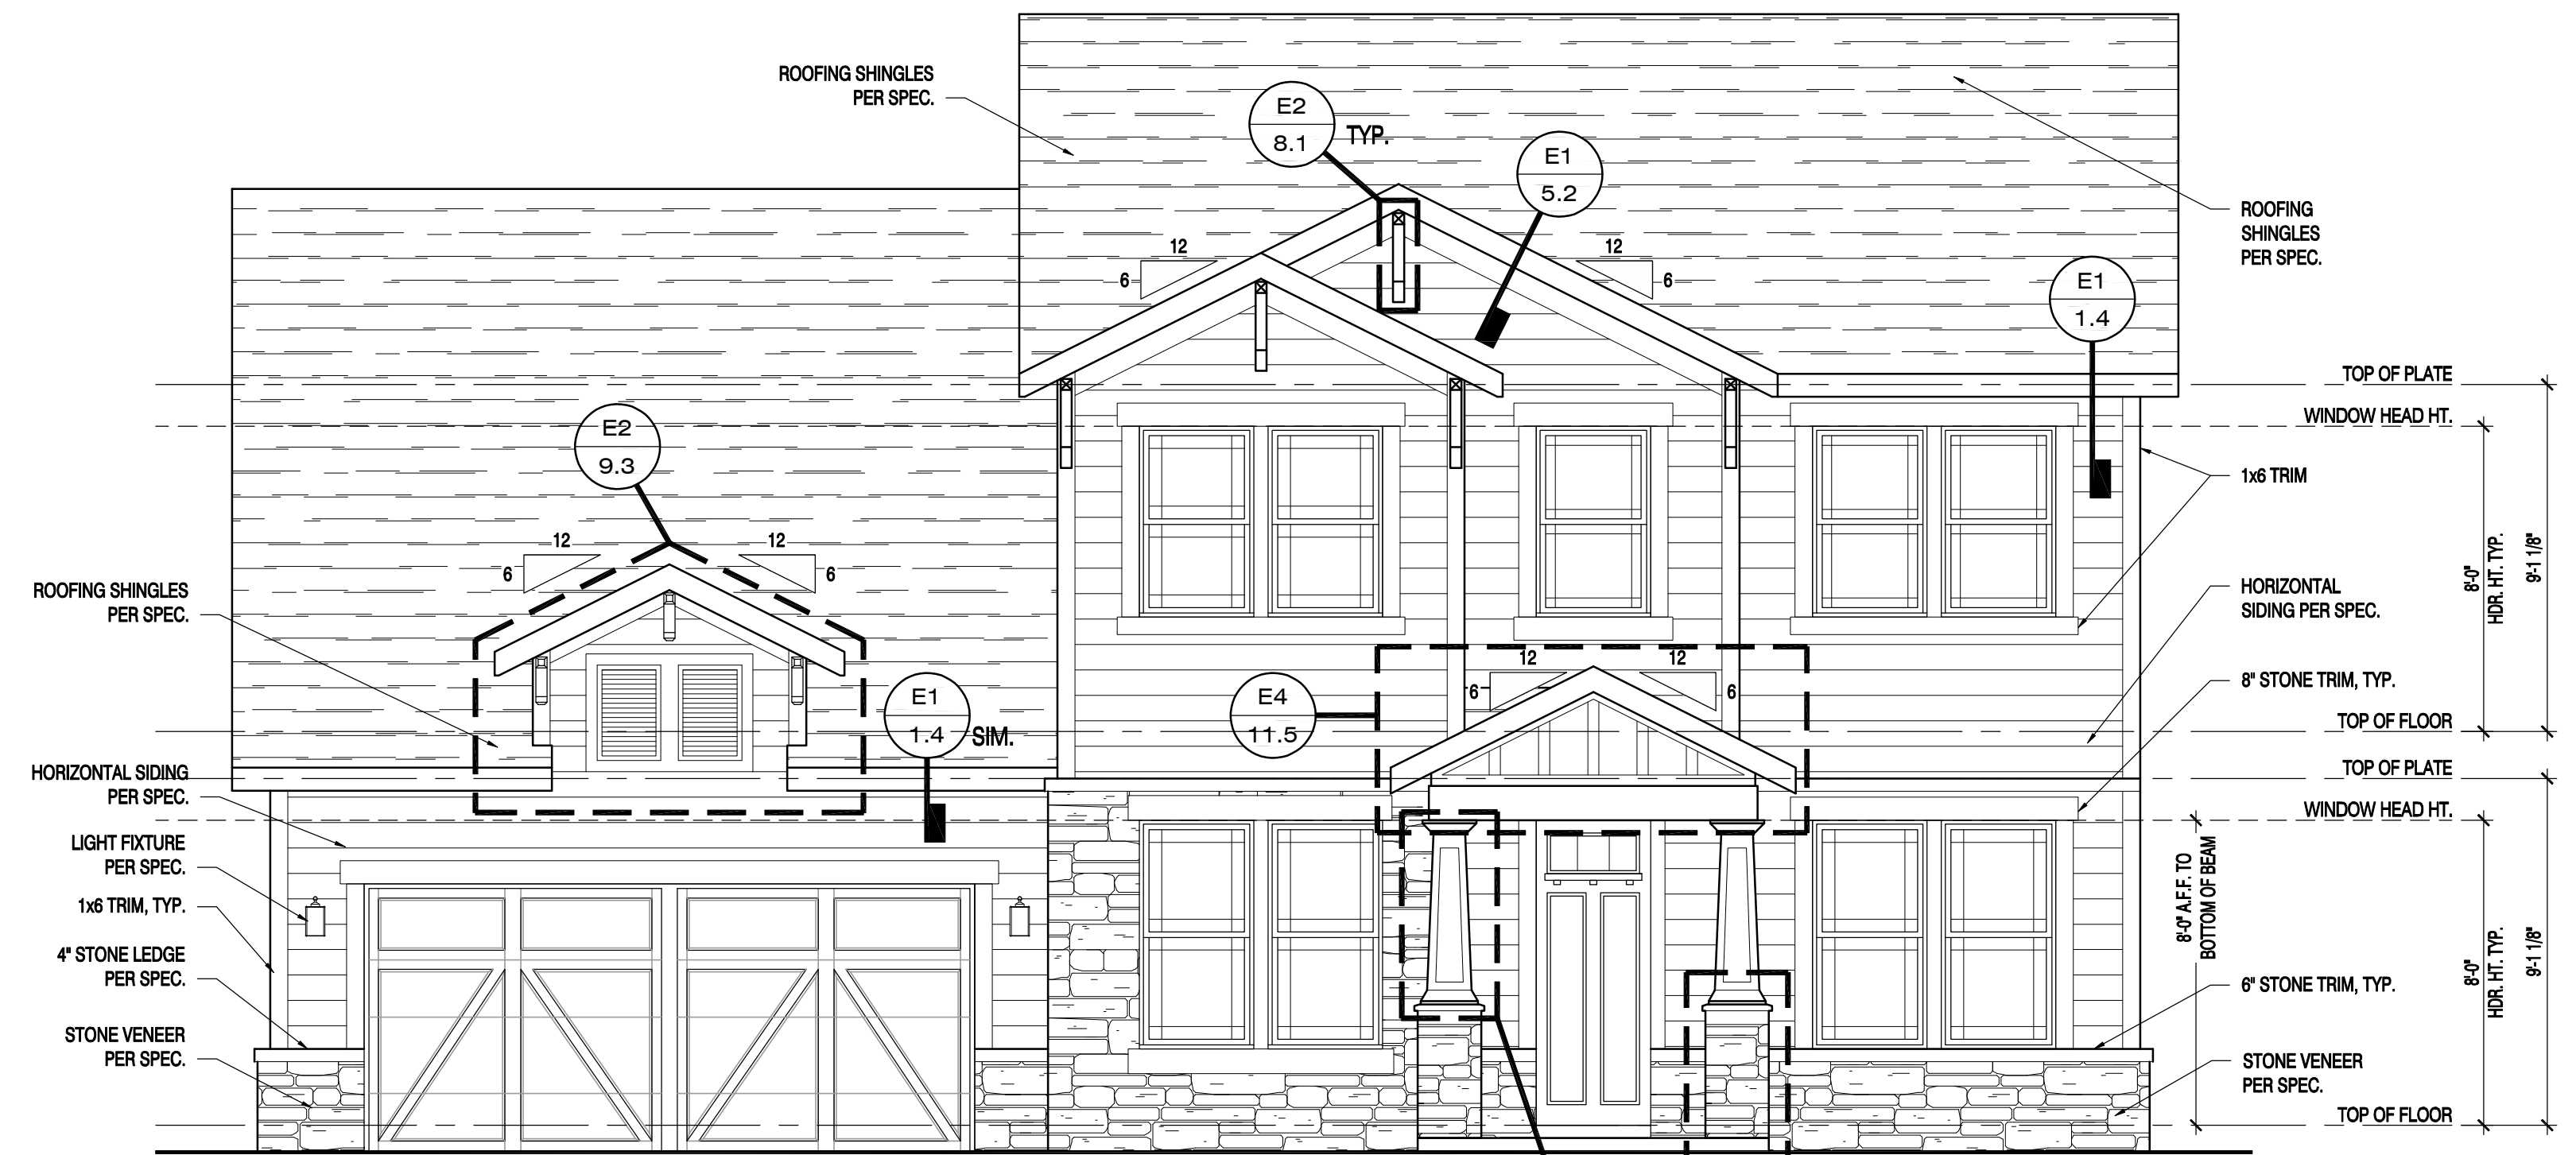 ROOFING SHINGLES
PER SPEC.
E2
8.1
TYP.
E1
5.2
ROOFING
SHINGLES
PER SPEC.
12
6
12
6
E1
1.4
TOP OF PLATE
WINDOW HEAD HT.
E2
9.3
1x6 TRIM
12
6
12
6
8'-0"
HDR. HT. TYP.
9'-1 1/8"
ROOFING SHINGLES
PER SPEC.
HORIZONTAL
SIDING PER SPEC.
12
6
12
6
E1
1.4
SIM.
E4
11.5
8" STONE TRIM, TYP.
TOP OF FLOOR
HORIZONTAL SIDING
PER SPEC.
TOP OF PLATE
WINDOW HEAD HT.
LIGHT FIXTURE
PER SPEC.
1x6 TRIM, TYP.
8'-0" A.F.F. TO
BOTTOM OF BEAM
8'-0"
HDR. HT. TYP.
9'-1 1/8"
4" STONE LEDGE
PER SPEC.
6" STONE TRIM, TYP.
STONE VENEER
PER SPEC.
STONE VENEER
PER SPEC.
TOP OF FLOOR